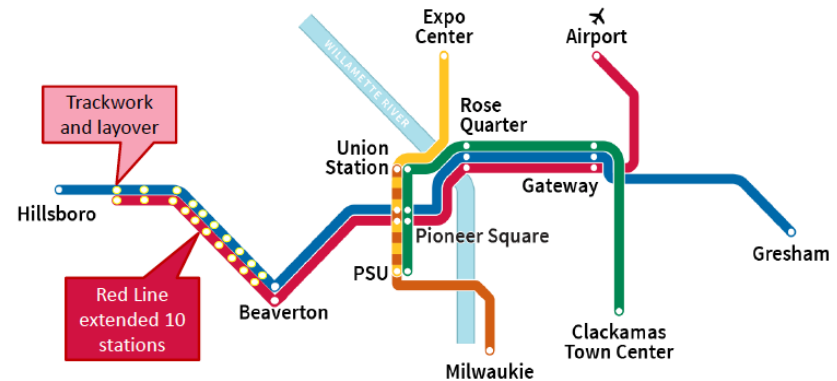 Expo
Center
Airport
WILLAMETTE RIVER
Trackwork
and layover
Rose
Quarter
Union
Station
Hillsboro
Gateway
Pioneer Square
Gresham
PSU
Red Line
extended 10
stations
Beaverton
Clackamas
Town Center
Milwaukie